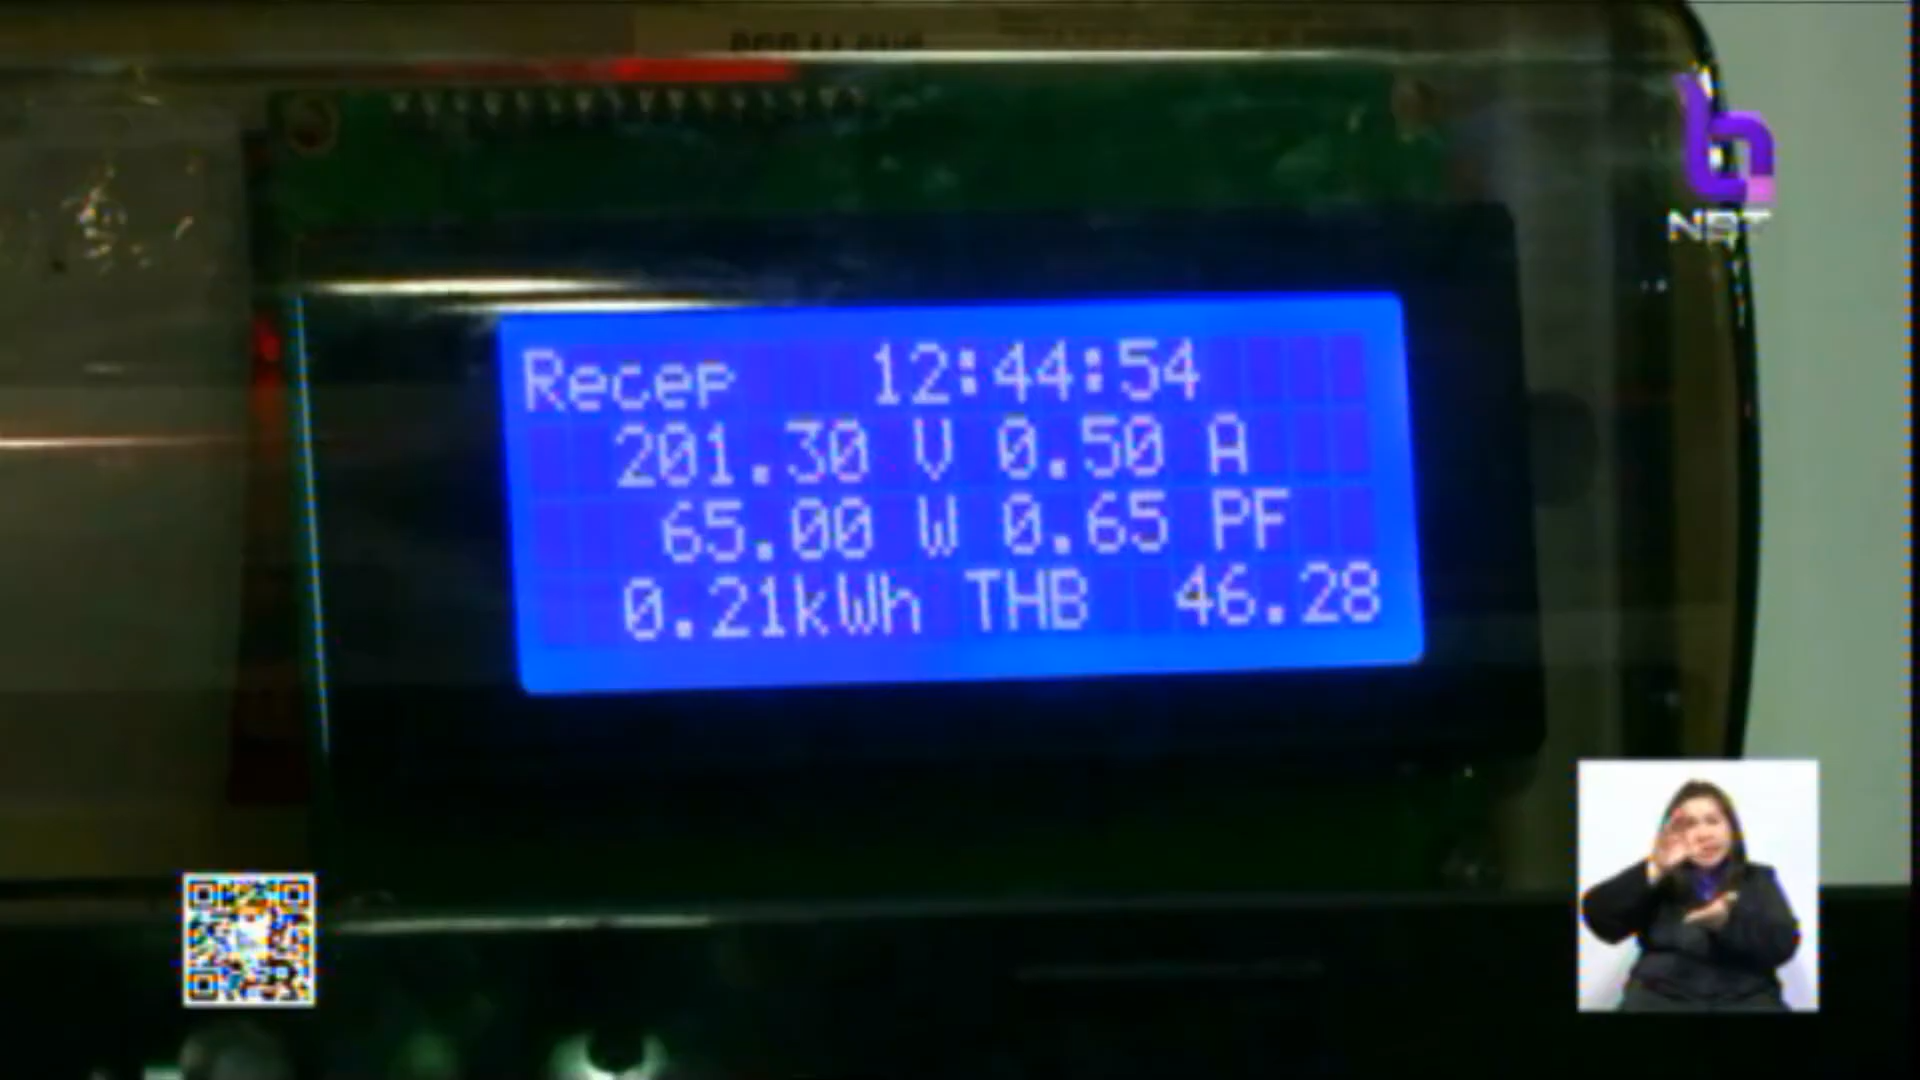 Recep 12:44:54
201.30 V 0.50 A
65.00 W 0.65 PF
0.21kWh THB 46.28
NBT